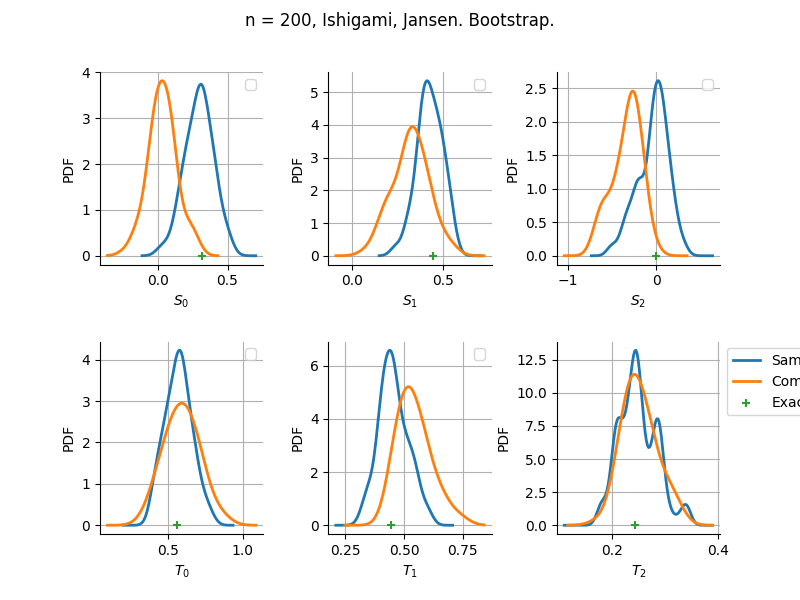 n = 200, Ishigami, Jansen. Bootstrap.
PDF
4
3
2
1
0
0.0 0.5
S0
PDF
5
4
3
2
1
0
0.0 0.5
S1
PDF
2.5
2.0
1.5
1.0
0.5
0.0
−1 0
S2
PDF
4
3
2
1
0
0.5 1.0
T0
PDF
6
4
2
0
0.25 0.50 0.75
T1
PDF
12.5
10.0
7.5
5.0
2.5
0.0
0.2 0.4
T2
Sam
Com
Exac